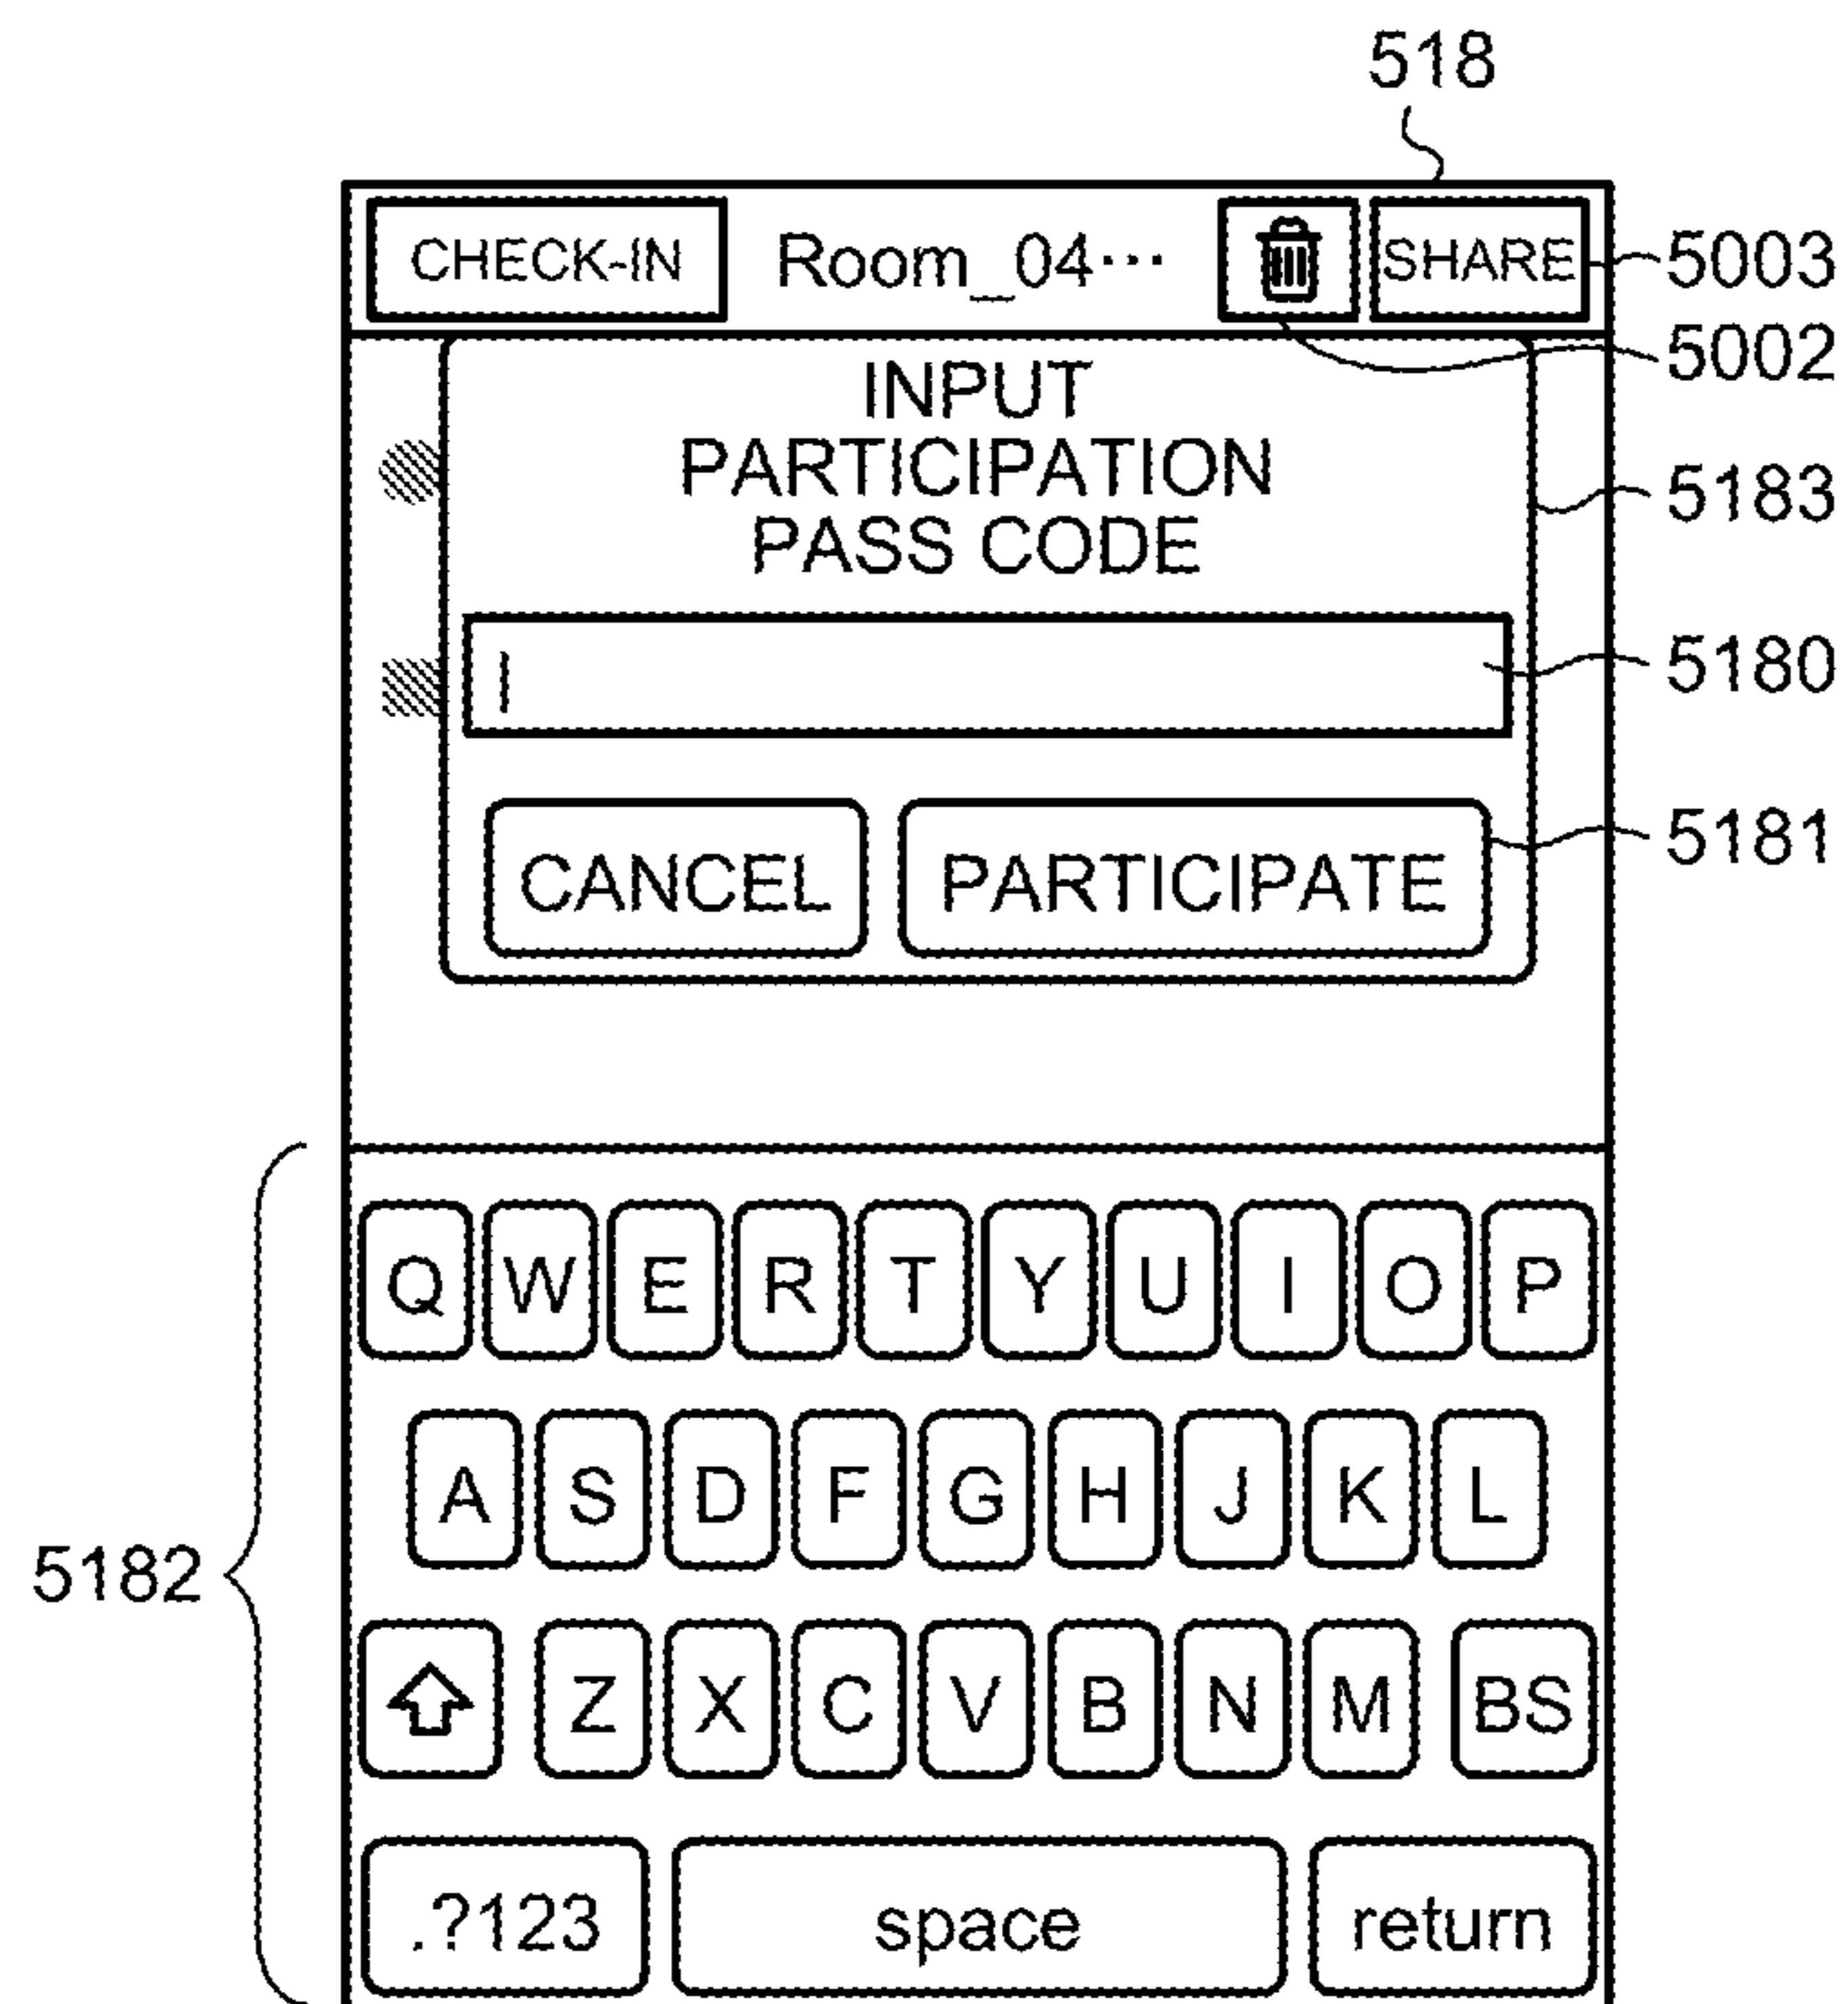 518
CHECK-IN Room_04··· SHARE 5003
5002
INPUT
PARTICIPATION
PASS CODE
5183
5180
CANCEL PARTICIPATE 5181
5182
Q W E R T Y U I O P
A S D F G H J K L
Z X C V B N M BS
.?123 space return